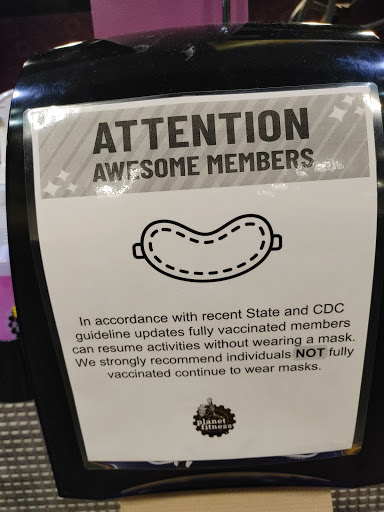 ATTENTION
AWESOME MEMBERS
In accordance with recent State and CDC
guideline updates fully vaccinated members
can resume activities without wearing a mask.
We strongly recommend individuals NOT fully
vaccinated continue to wear masks.
planet
fitness